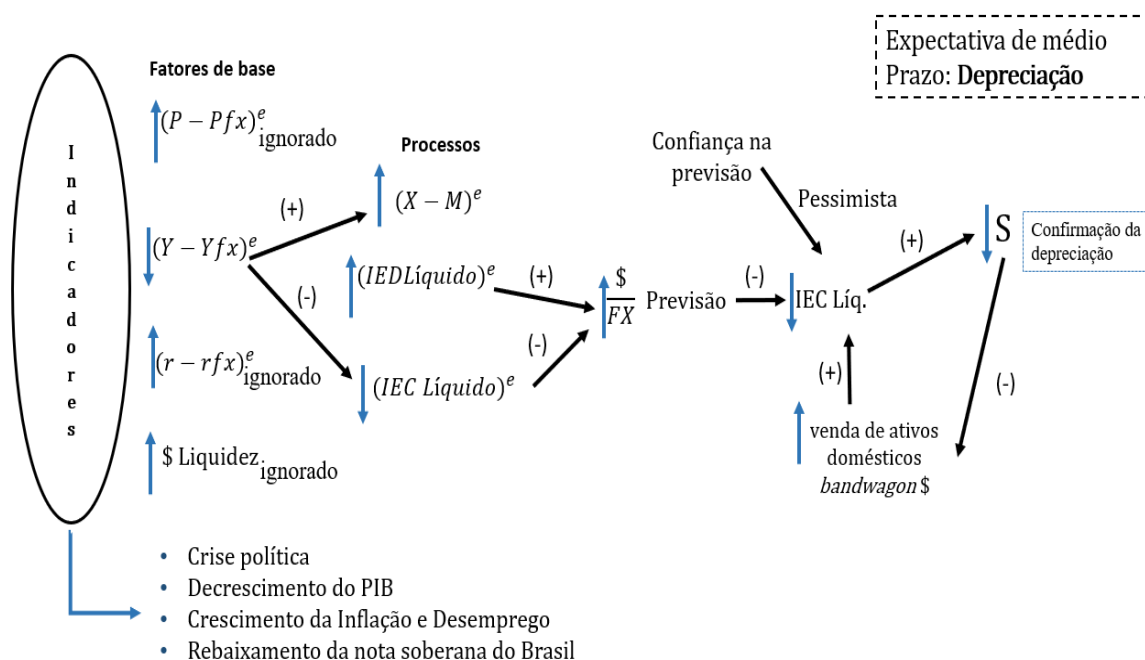 Expectativa de médio
Prazo: Depreciação
Indicadores
Fatores de base
(P − Pfx)^e ignorado
(Y − Yfx)^e
(r − rfx)^e ignorado
$ Liquidez ignorado
(+)
(-)
Processos
(X − M)^e
(IEDLíquido)^e
(IEC Líquido)^e
(+)
(-)
$
FX
Previsão
(-)
Confiança na
previsão
Pessimista
IEC Líq.
(+)
(+)
venda de ativos
domésticos
bandwagon $
S
Confirmação da
depreciação
(-)
• Crise política
• Decrescimento do PIB
• Crescimento da Inflação e Desemprego
• Rebaixamento da nota soberana do Brasil